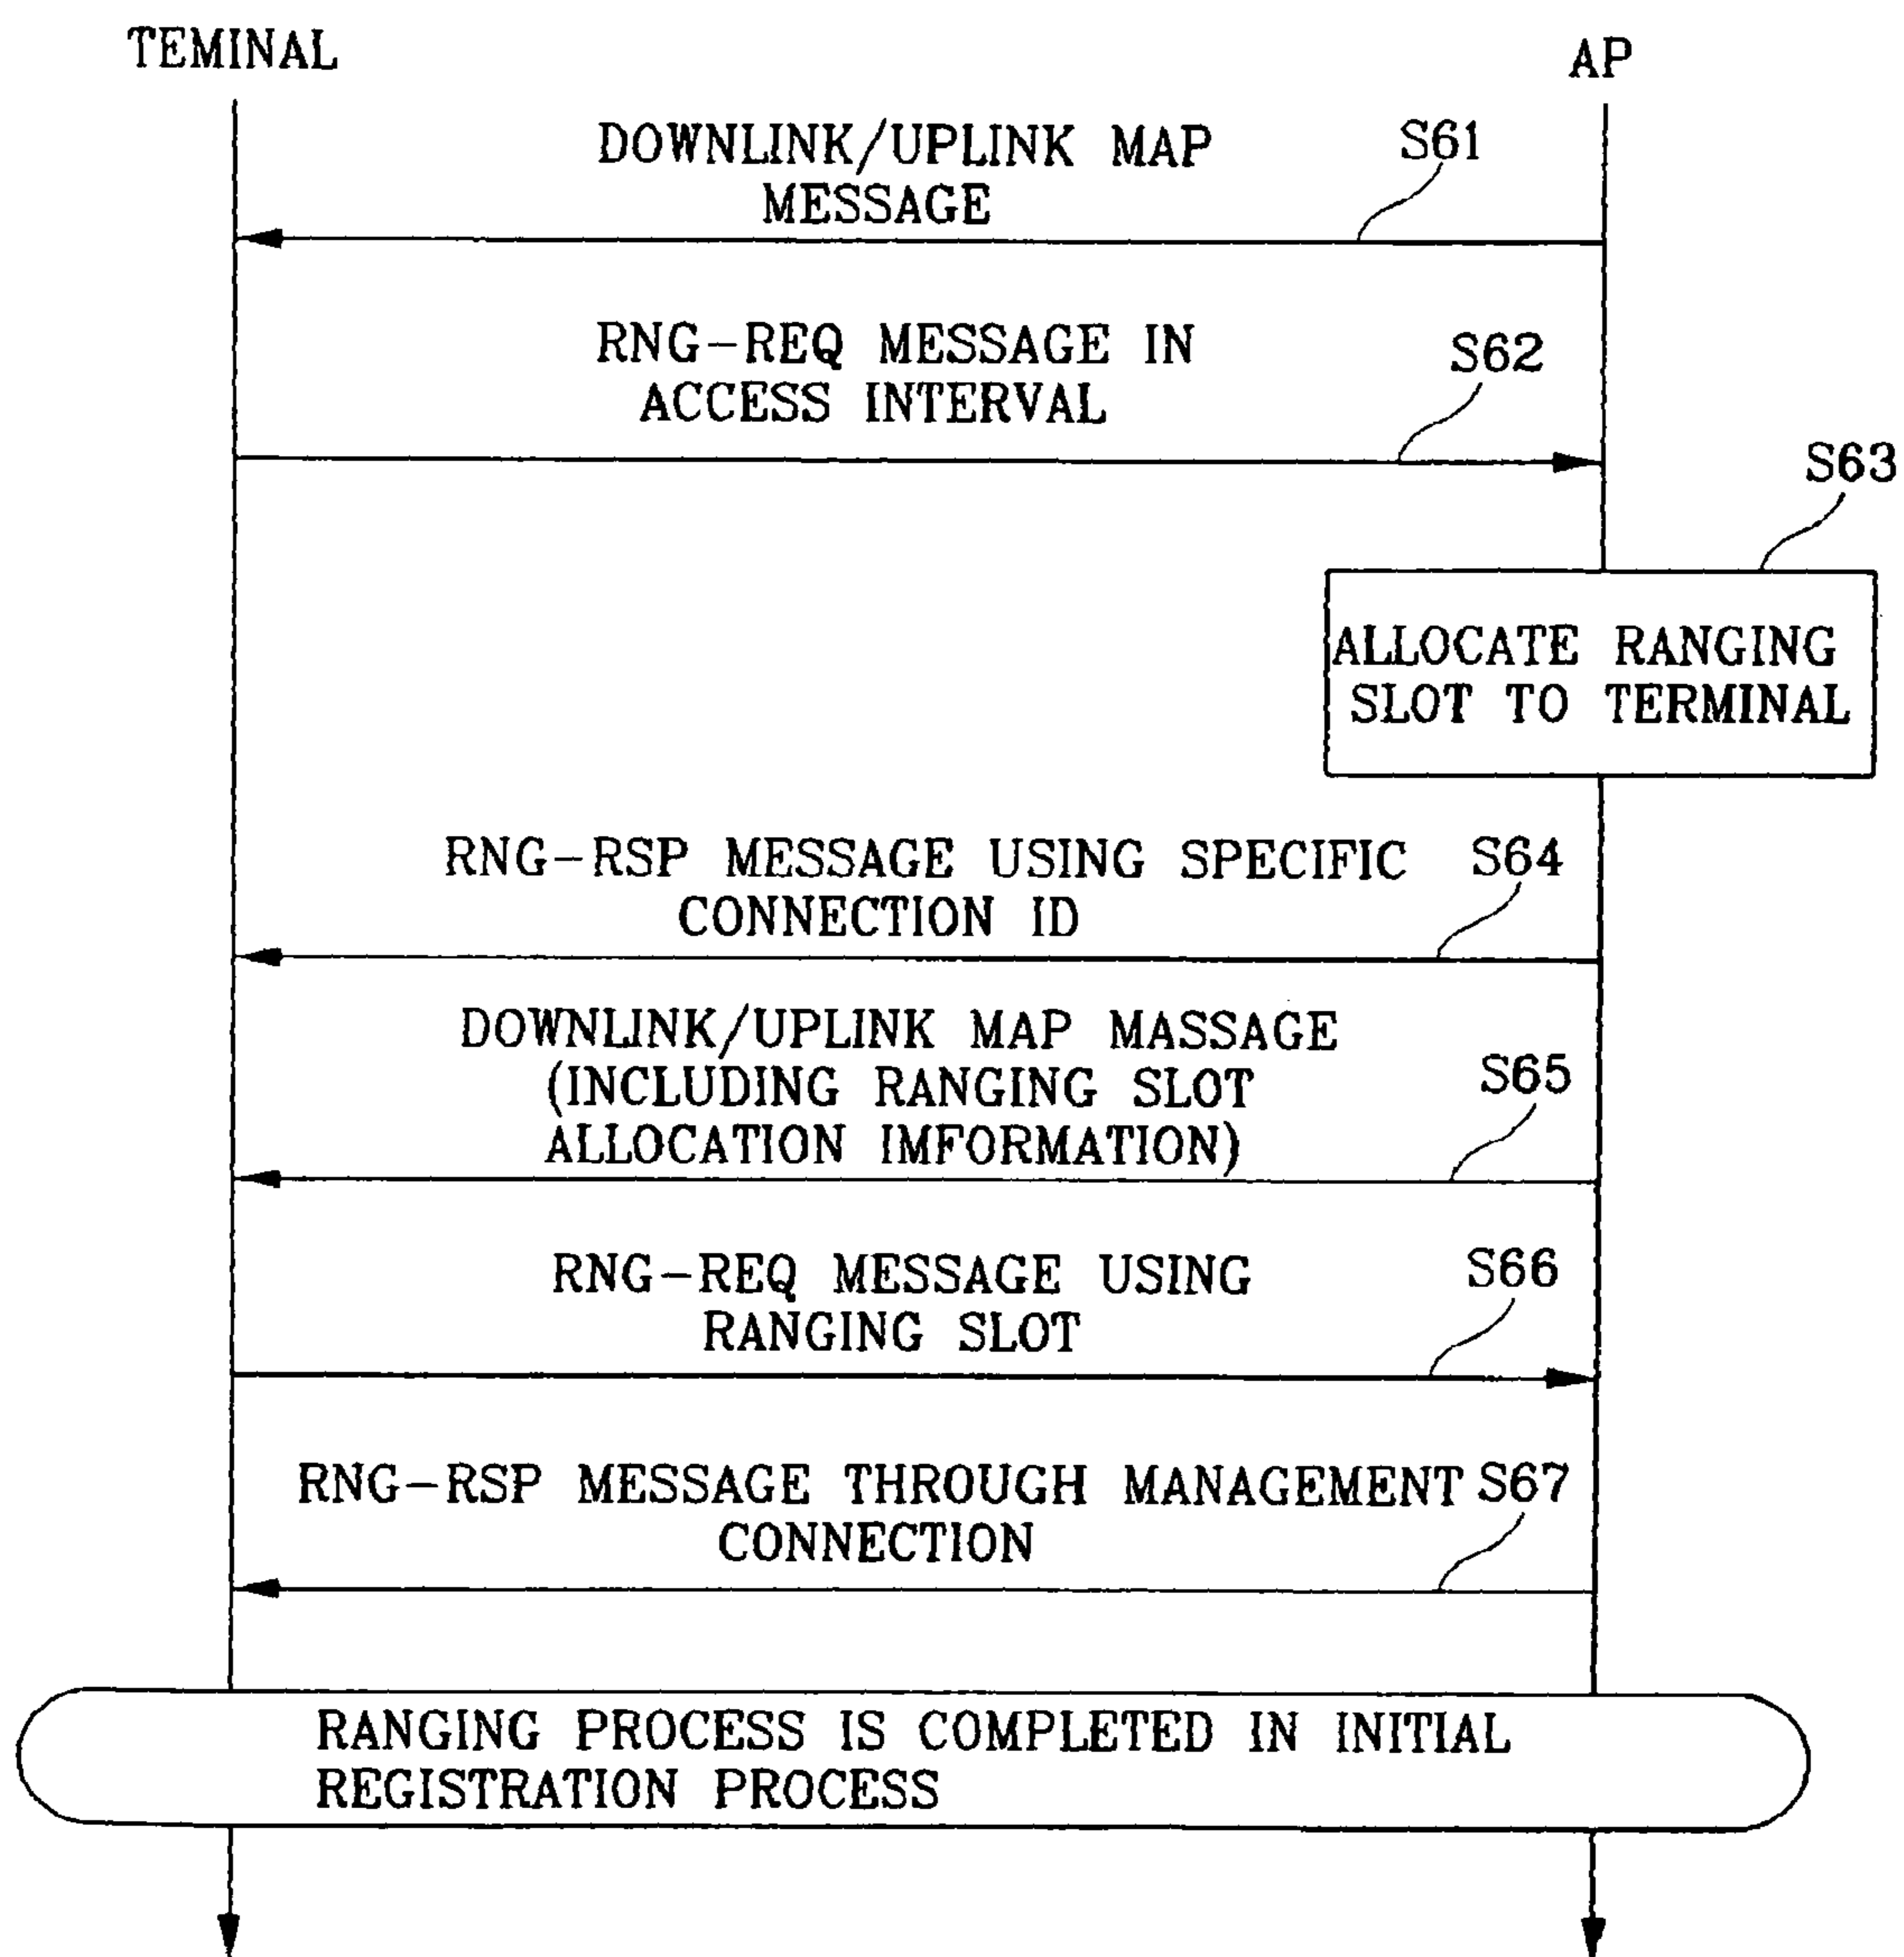 TEMINAL
AP
DOWNLINK/UPLINK MAP
MESSAGE
S61
RNG-REQ MESSAGE IN
ACCESS INTERVAL
S62
S63
ALLOCATE RANGING
SLOT TO TERMINAL
RNG-RSP MESSAGE USING SPECIFIC
CONNECTION ID
S64
DOWNLINK/UPLINK MAP MASSAGE
(INCLUDING RANGING SLOT
ALLOCATION IMFORMATION)
S65
RNG-REQ MESSAGE USING
RANGING SLOT
S66
RNG-RSP MESSAGE THROUGH MANAGEMENT
CONNECTION
S67
RANGING PROCESS IS COMPLETED IN INITIAL
REGISTRATION PROCESS